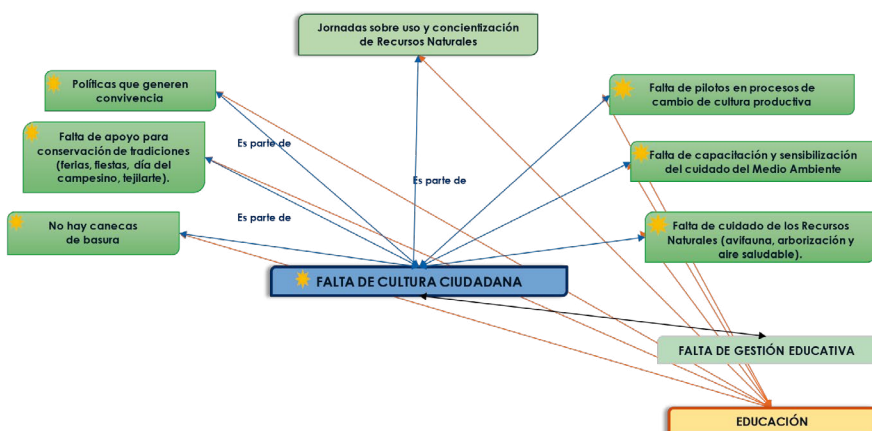 Jornadas sobre uso y concientización
de Recursos Naturales
Políticas que generen
convivencia
Falta de pilotos en procesos de
cambio de cultura productiva
Falta de apoyo para
conservación de tradiciones
(ferias, fiestas, día del
campesino, tejilarte).
Es parte de
Falta de capacitación y sensibilización
del cuidado del Medio Ambiente
Es parte de
No hay canecas
de basura
Es parte de
Falta de cuidado de los Recursos
Naturales (avifauna, arborización y
aire saludable).
FALTA DE CULTURA CIUDADANA
FALTA DE GESTIÓN EDUCATIVA
EDUCACIÓN